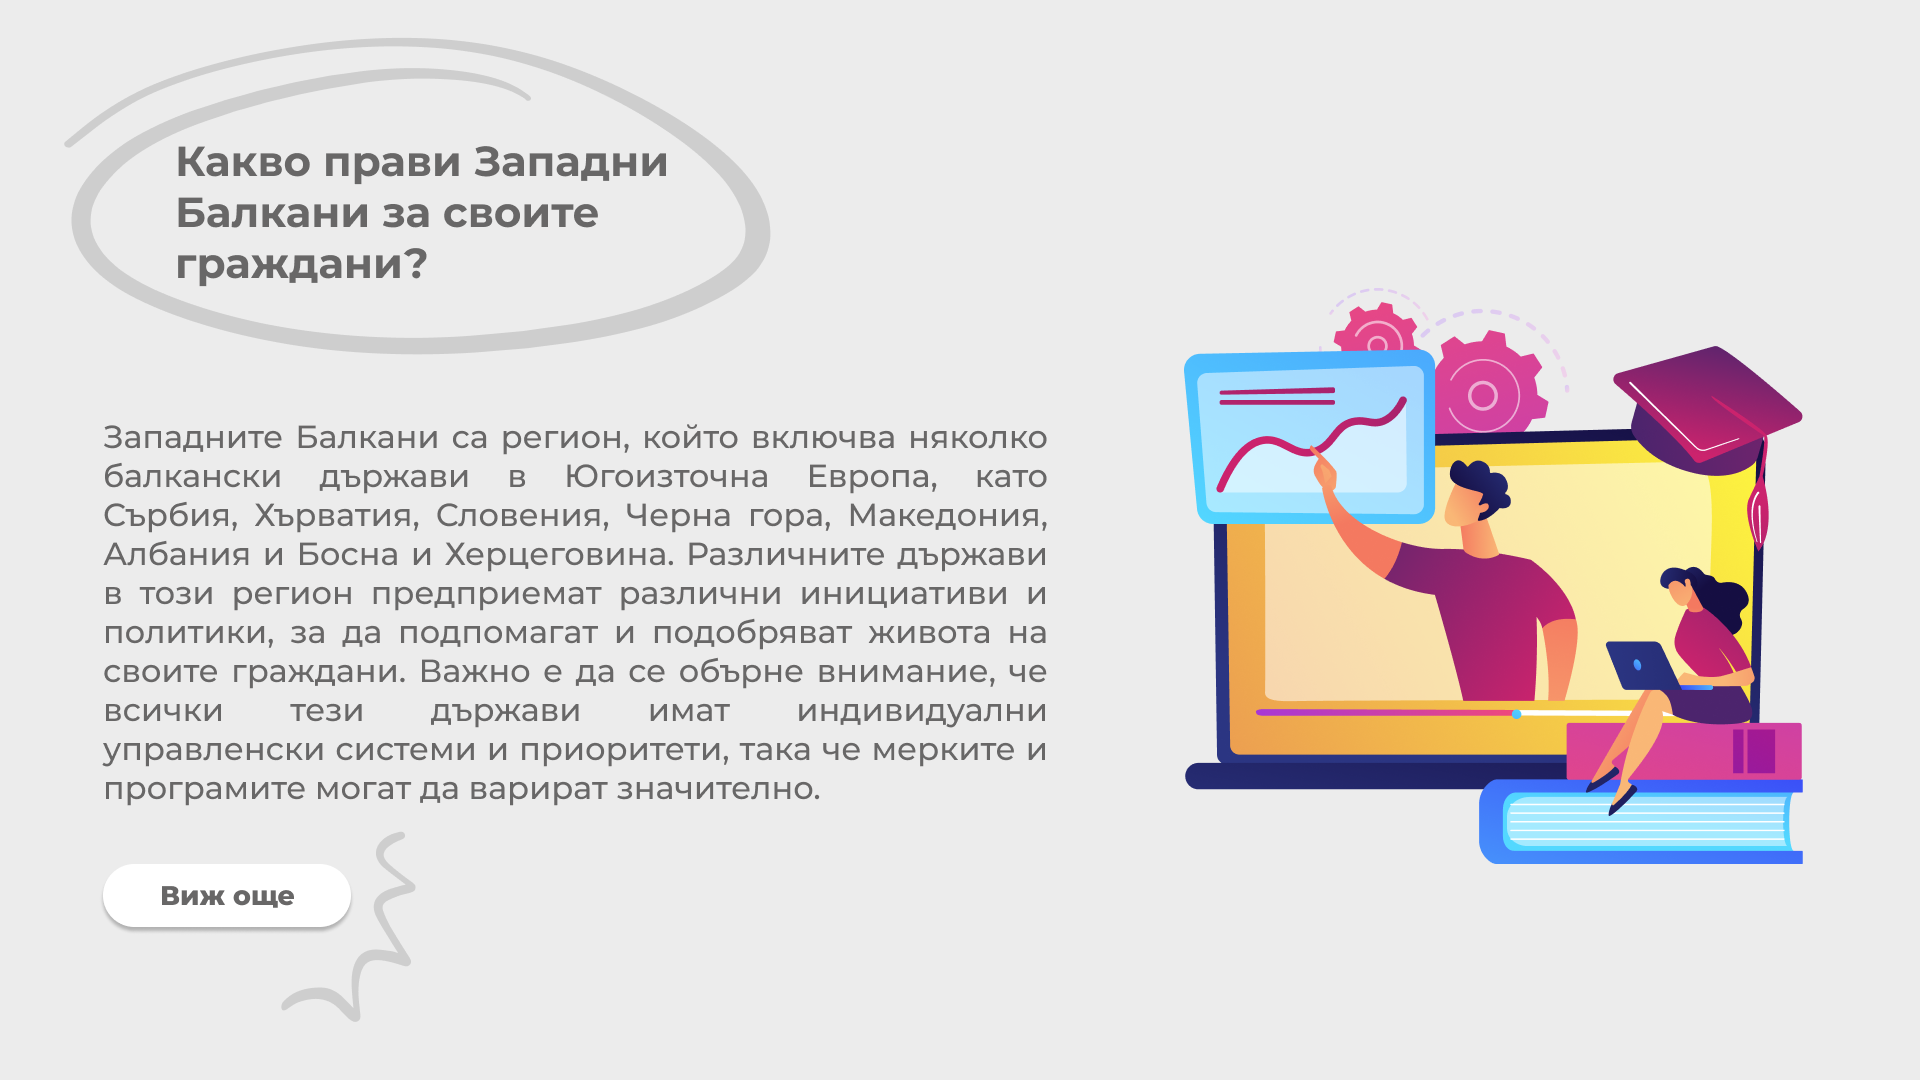 Какво прави Западни
Балкани за своите
граждани?
Западните Балкани са регион, който включва няколко
балкански държави в Югоизточна Европа, като
Сърбия, Хърватия, Словения, Черна гора, Македония,
Албания и Босна и Херцеговина. Различните държави
в този регион предприемат различни инициативи и
политики, за да подпомагат и подобряват живота на
своите граждани. Важно е да се обърне внимание, че
всички тези държави имат индивидуални
управленски системи и приоритети, така че мерките и
програмите могат да варират значително.
Виж още